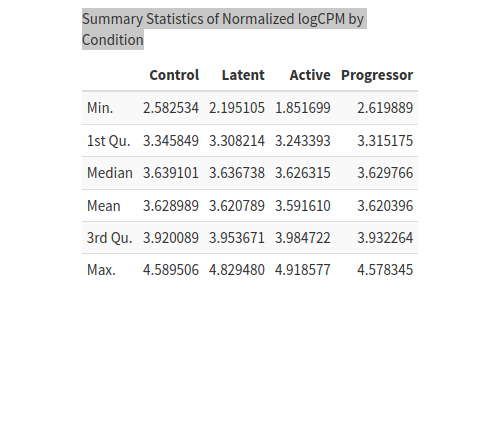 Summary Statistics of Normalized logCPM by
Condition
Control Latent Active Progressor
Min. 2.582534 2.195105 1.851699 2.619889
1st Qu. 3.345849 3.308214 3.243393 3.315175
Median 3.639101 3.636738 3.626315 3.629766
Mean 3.628989 3.620789 3.591610 3.620396
3rd Qu. 3.920089 3.953671 3.984722 3.932264
Max. 4.589506 4.829480 4.918577 4.578345